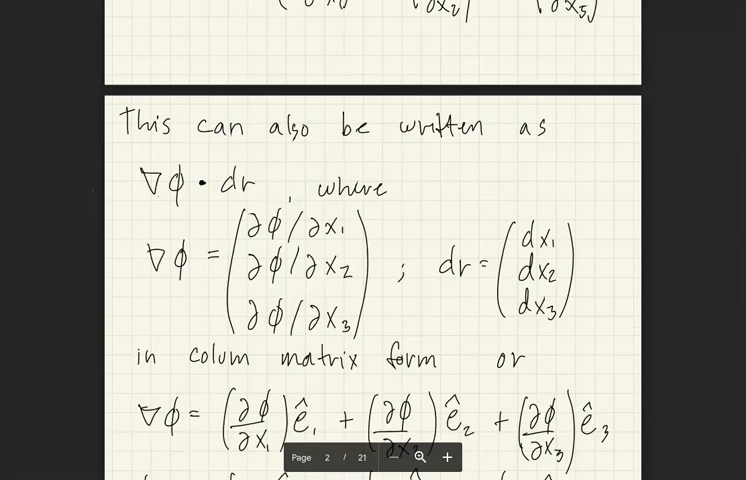 This can also be written as
∇ϕ · dr , where
∇ϕ = (∂ϕ/∂x₁ ∂ϕ/∂x₂ ∂ϕ/∂x₃) ; dr = (dx₁ dx₂ dx₃)
in colum matrix form or
∇ϕ = (∂ϕ/∂x₁) ê₁ + (∂ϕ/∂x₂) ê₂ + (∂ϕ/∂x₃) ê₃
Page 2 / 21 − +